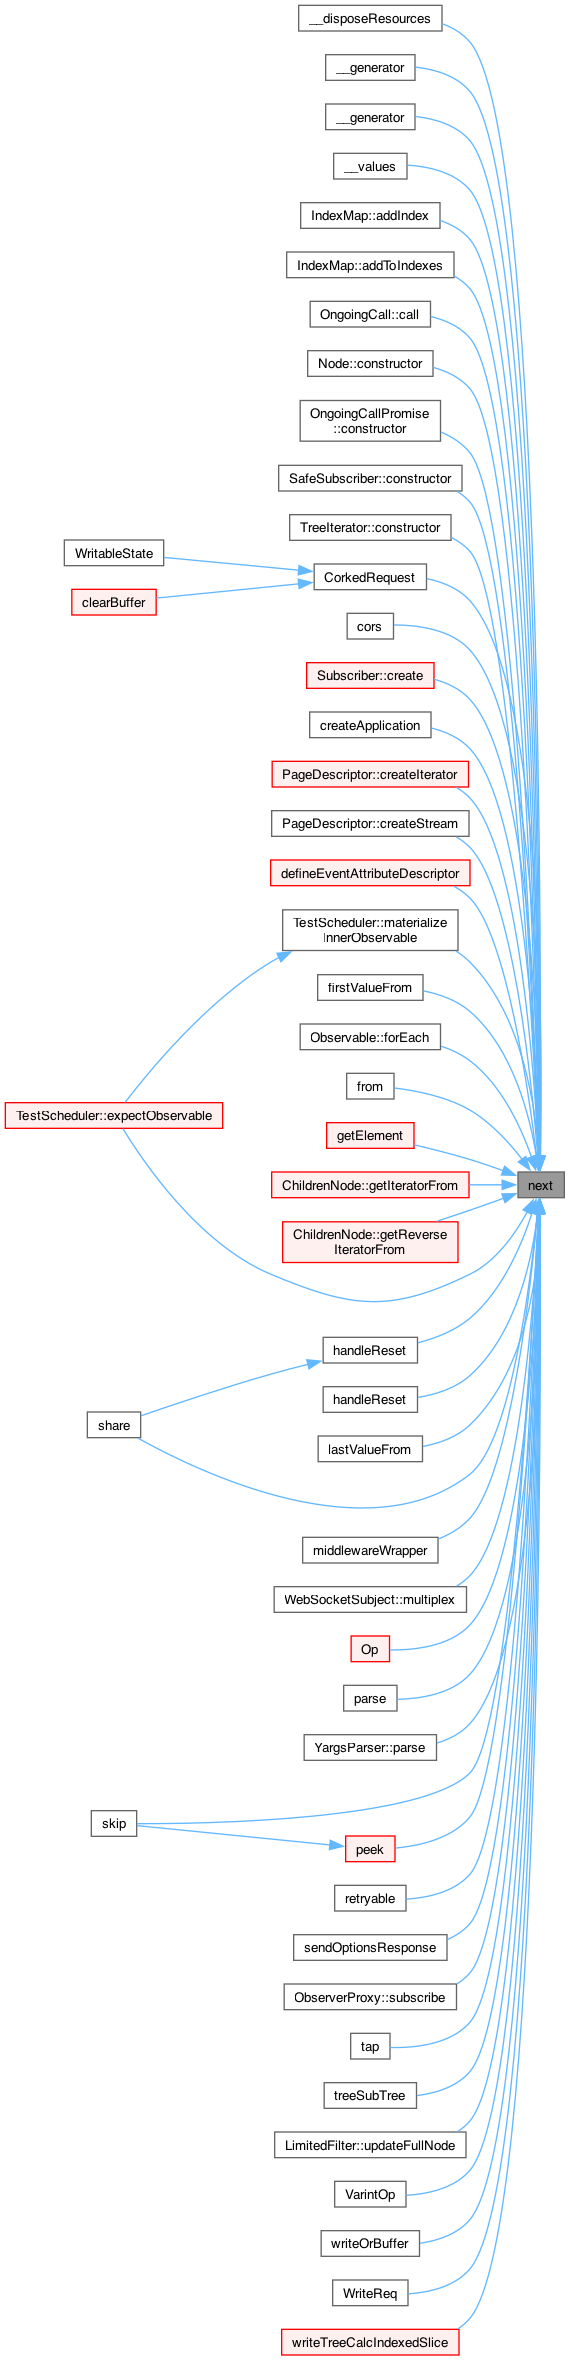 __disposeResources
__generator
__generator
__values
IndexMap::addIndex
IndexMap::addToIndexes
OngoingCall::call
Node::constructor
OngoingCallPromise
::constructor
SafeSubscriber::constructor
TreeIterator::constructor
WritableState
CorkedRequest
clearBuffer
cors
Subscriber::create
createApplication
PageDescriptor::createIterator
PageDescriptor::createStream
defineEventAttributeDescriptor
TestScheduler::materialize
InnerObservable
firstValueFrom
Observable::forEach
from
TestScheduler::expectObservable
getElement
ChildrenNode::getIteratorFrom
next
ChildrenNode::getReverse
IteratorFrom
handleReset
handleReset
share
lastValueFrom
middlewareWrapper
WebSocketSubject::multiplex
Op
parse
YargsParser::parse
skip
peek
retryable
sendOptionsResponse
ObserverProxy::subscribe
tap
treeSubTree
LimitedFilter::updateFullNode
VarintOp
writeOrBuffer
WriteReq
writeTreeCalcIndexedSlice